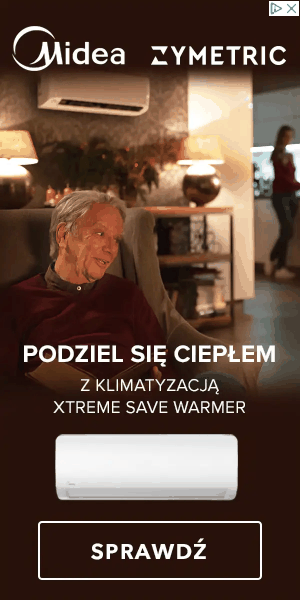 Midea ZYMETRIC
PODZIEL SIĘ CIEPŁEM
Z KLIMATYZACJĄ
XTREME SAVE WARMER
SPRAWDŹ